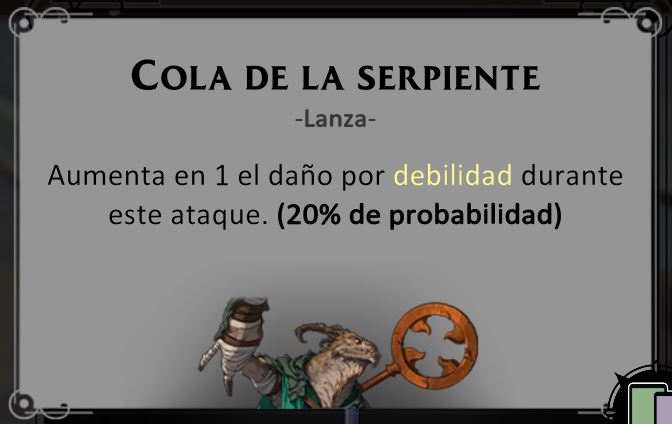 Cola de la serpiente
-Lanza-
Aumenta en 1 el daño por debilidad durante
este ataque. (20% de probabilidad)